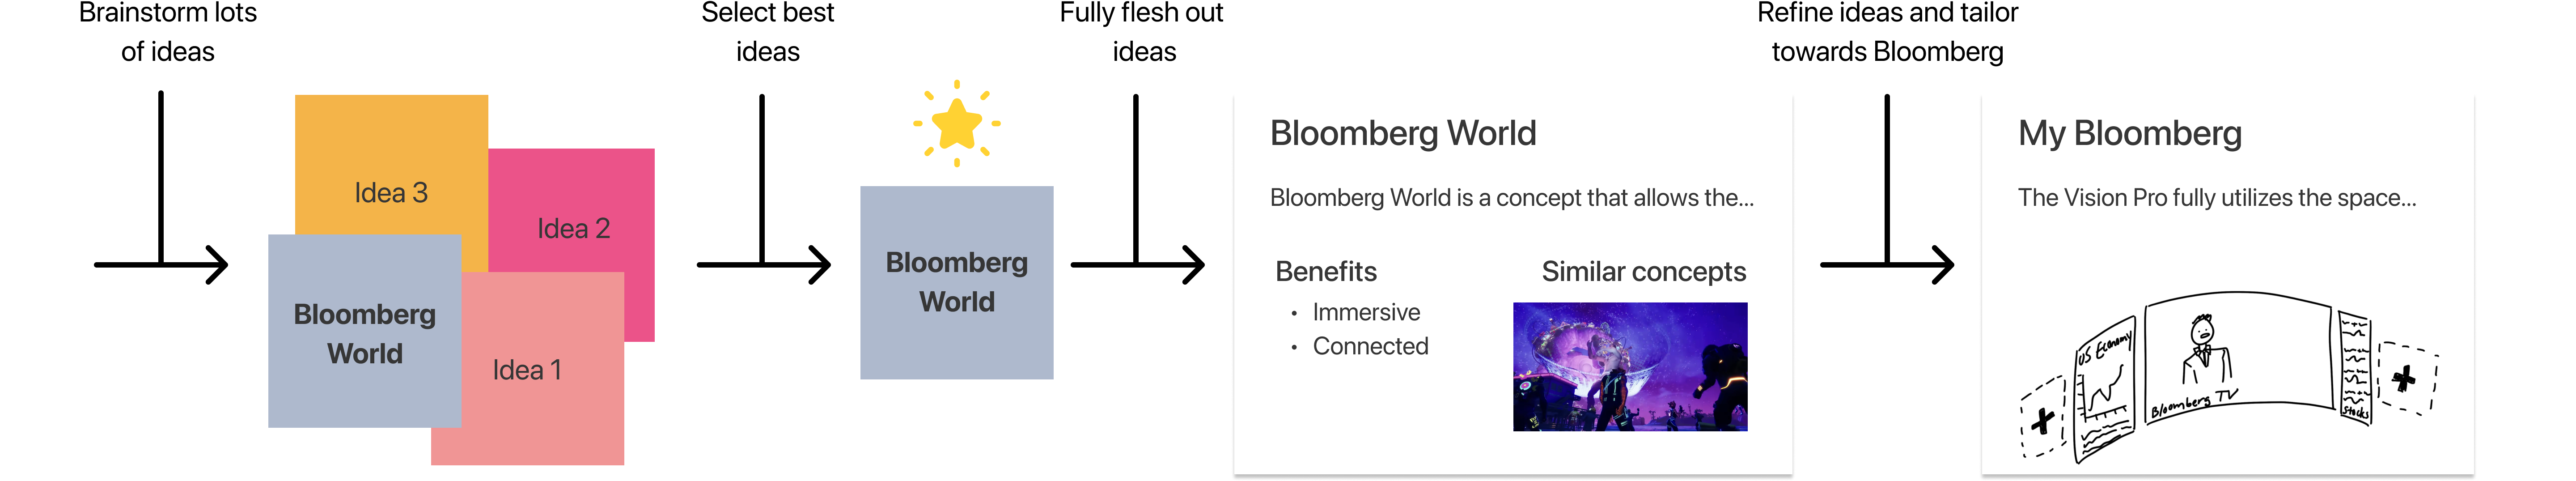 Brainstorm lots
of ideas
Select best
ideas
Fully flesh out
ideas
Refine ideas and tailor
towards Bloomberg
Idea 3
Idea 2
Bloomberg
World
Idea 1
Bloomberg
World
Bloomberg World
Bloomberg World is a concept that allows the...
Benefits
• Immersive
• Connected
Similar concepts
My Bloomberg
The Vision Pro fully utilizes the space...
US Economy
Bloomberg TV
Stocks